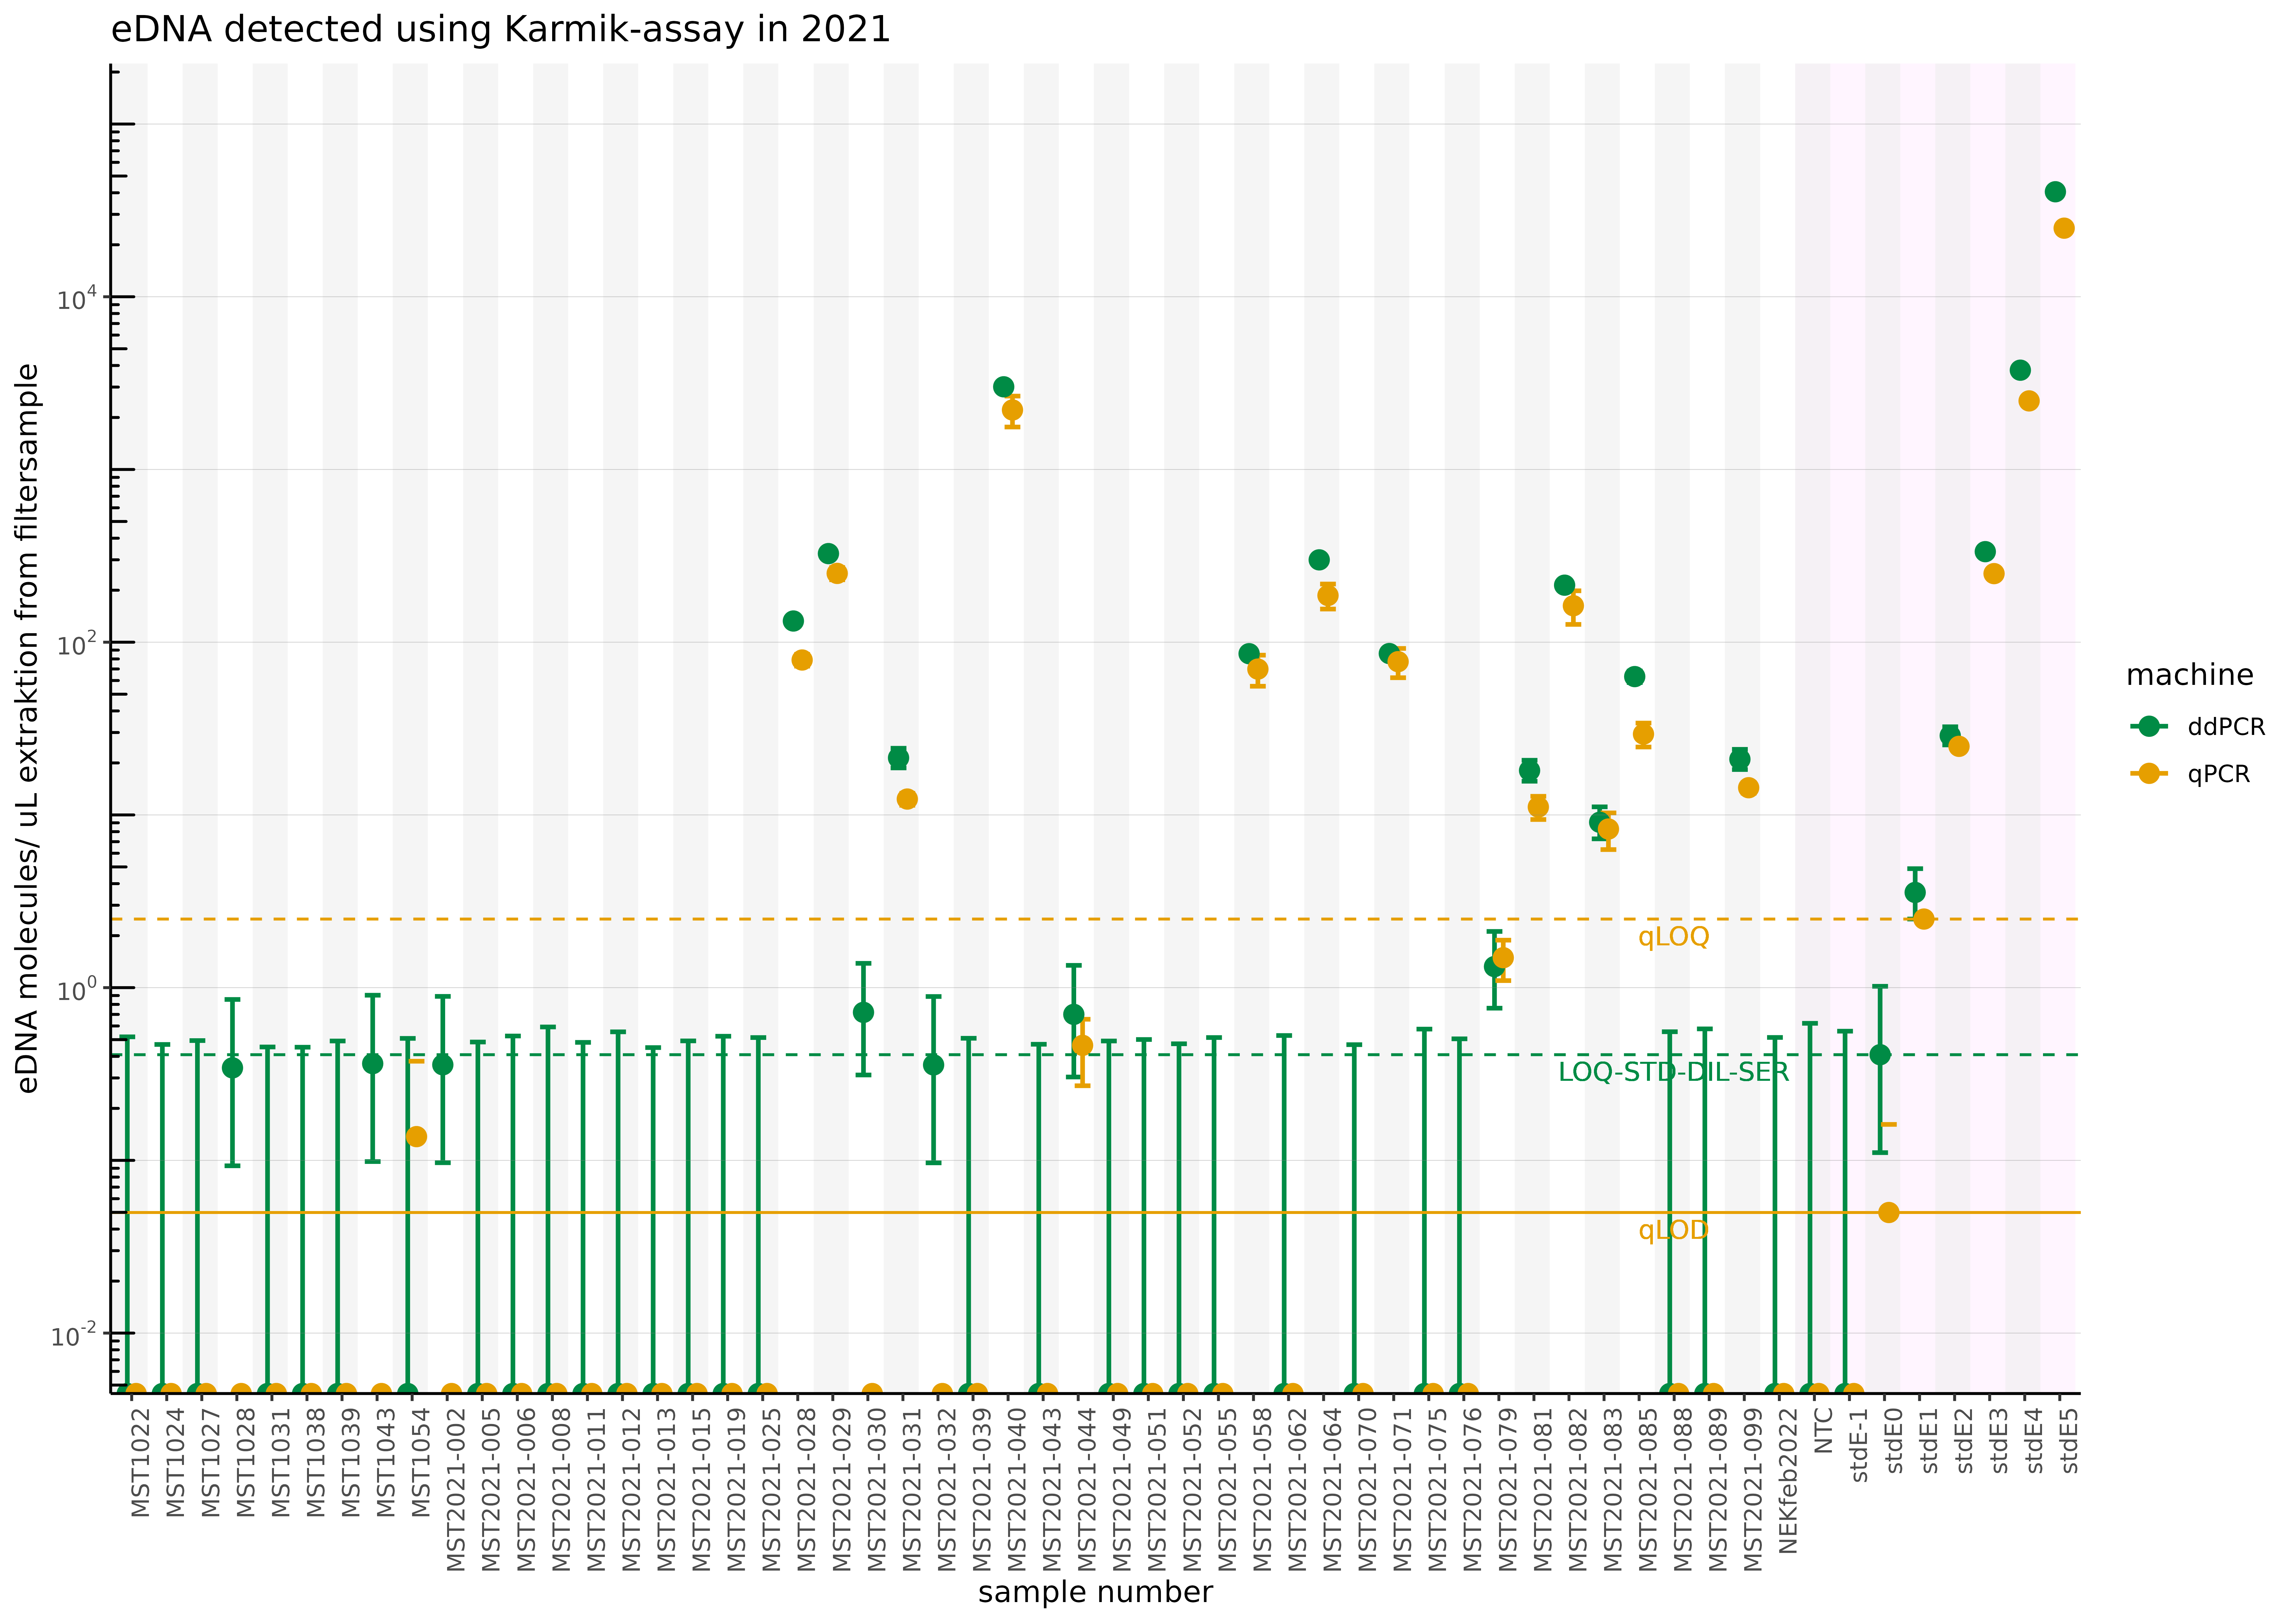 eDNA detected using Karmik-assay in 2021
eDNA molecules/ uL extraktion from filtersample
10^4
10^2
10^0
10^-2
qLOQ
LOQ-STD-DIL-SER
qLOD
machine
ddPCR
qPCR
MST1022
MST1024
MST1027
MST1028
MST1031
MST1038
MST1039
MST1043
MST1054
MST2021-002
MST2021-005
MST2021-006
MST2021-008
MST2021-011
MST2021-012
MST2021-013
MST2021-015
MST2021-019
MST2021-025
MST2021-028
MST2021-029
MST2021-030
MST2021-031
MST2021-032
MST2021-039
MST2021-040
MST2021-043
MST2021-044
MST2021-049
MST2021-051
MST2021-052
MST2021-055
MST2021-058
MST2021-062
MST2021-064
MST2021-070
MST2021-071
MST2021-075
MST2021-076
MST2021-079
MST2021-081
MST2021-082
MST2021-083
MST2021-085
MST2021-088
MST2021-089
MST2021-099
NEKfeb2022
NTC
stdE-1
stdE0
stdE1
stdE2
stdE3
stdE4
stdE5
sample number